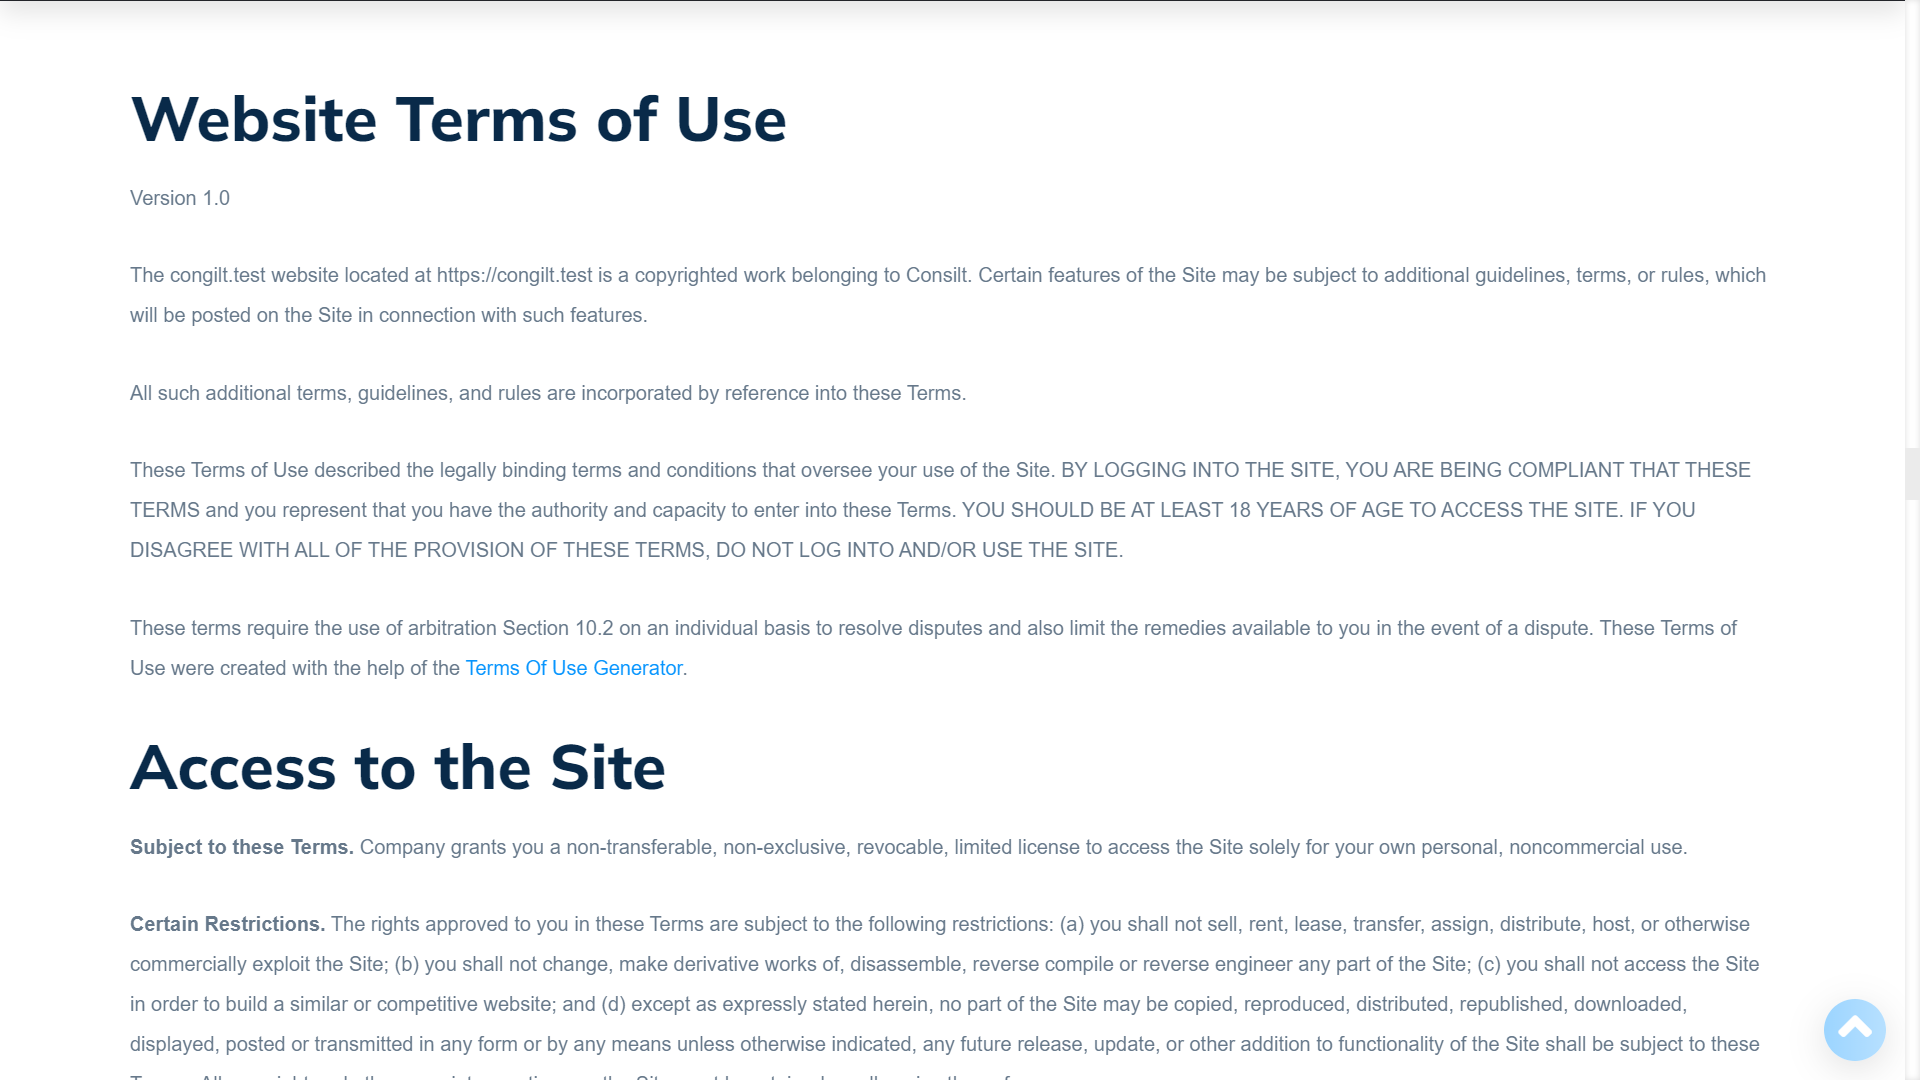 Website Terms of Use
Version 1.0
The congilt.test website located at https://congilt.test is a copyrighted work belonging to Consilt. Certain features of the Site may be subject to additional guidelines, terms, or rules, which
will be posted on the Site in connection with such features.
All such additional terms, guidelines, and rules are incorporated by reference into these Terms.
These Terms of Use described the legally binding terms and conditions that oversee your use of the Site. BY LOGGING INTO THE SITE, YOU ARE BEING COMPLIANT THAT THESE
TERMS and you represent that you have the authority and capacity to enter into these Terms. YOU SHOULD BE AT LEAST 18 YEARS OF AGE TO ACCESS THE SITE. IF YOU
DISAGREE WITH ALL OF THE PROVISION OF THESE TERMS, DO NOT LOG INTO AND/OR USE THE SITE.
These terms require the use of arbitration Section 10.2 on an individual basis to resolve disputes and also limit the remedies available to you in the event of a dispute. These Terms of
Use were created with the help of the Terms Of Use Generator.
Access to the Site
Subject to these Terms. Company grants you a non-transferable, non-exclusive, revocable, limited license to access the Site solely for your own personal, noncommercial use.
Certain Restrictions. The rights approved to you in these Terms are subject to the following restrictions: (a) you shall not sell, rent, lease, transfer, assign, distribute, host, or otherwise
commercially exploit the Site; (b) you shall not change, make derivative works of, disassemble, reverse compile or reverse engineer any part of the Site; (c) you shall not access the Site
in order to build a similar or competitive website; and (d) except as expressly stated herein, no part of the Site may be copied, reproduced, distributed, republished, downloaded,
displayed, posted or transmitted in any form or by any means unless otherwise indicated, any future release, update, or other addition to functionality of the Site shall be subject to these